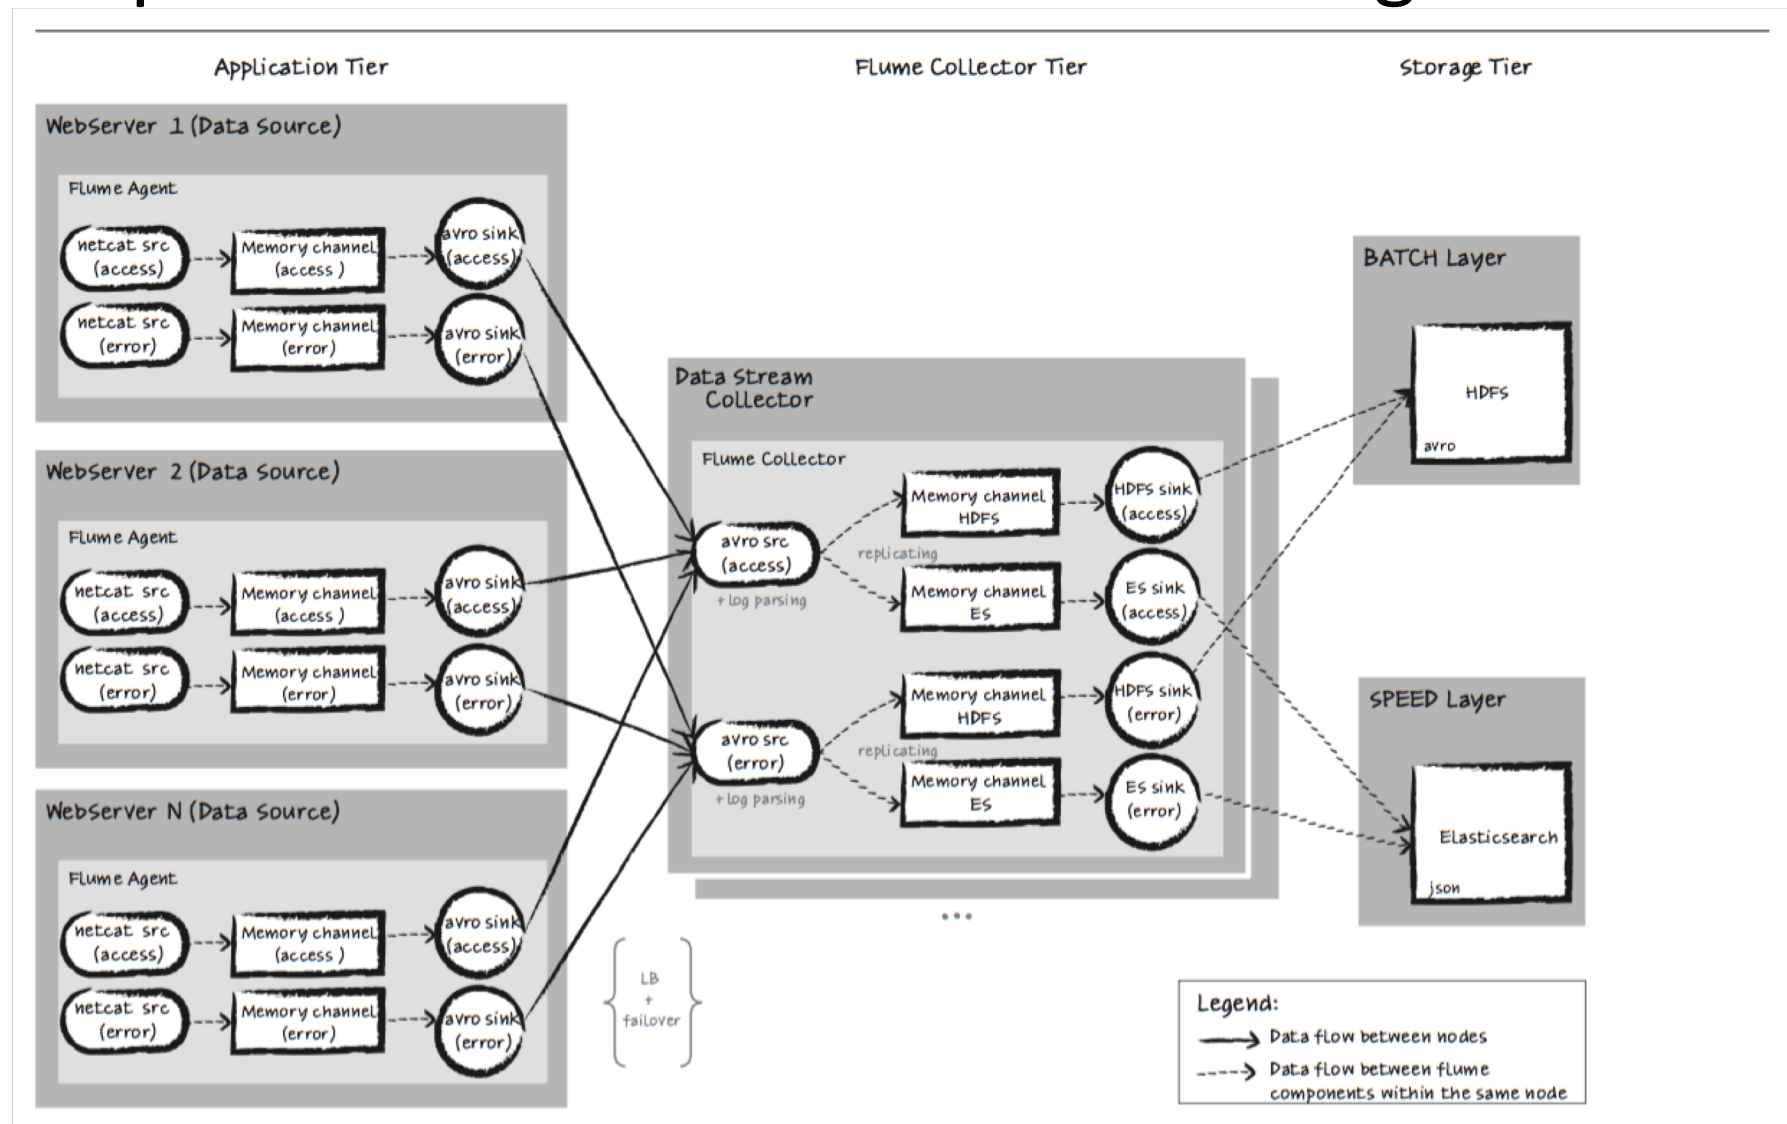 Application Tier
Flume Collector Tier
Storage Tier
WebServer 1 (Data Source)
Flume Agent
netcat src
(access)
Memory channel
(access )
avro sink
(access)
netcat src
(error)
Memory channel
(error)
avro sink
(error)
WebServer 2 (Data Source)
Flume Agent
netcat src
(access)
Memory channel
(access )
avro sink
(access)
netcat src
(error)
Memory channel
(error)
avro sink
(error)
WebServer N (Data Source)
Flume Agent
netcat src
(access)
Memory channel
(access )
avro sink
(access)
netcat src
(error)
Memory channel
(error)
avro sink
(error)
LB
+
failover
Data Stream
Collector
Flume Collector
avro src
(access)
+ log parsing
replicating
Memory channel
HDFS
HDFS sink
(access)
Memory channel
ES
ES sink
(access)
avro src
(error)
+ log parsing
replicating
Memory channel
HDFS
HDFS sink
(error)
Memory channel
ES
ES sink
(error)
...
BATCH Layer
HDFS
avro
SPEED Layer
Elasticsearch
json
Legend:
Data flow between nodes
Data flow between flume
components within the same node